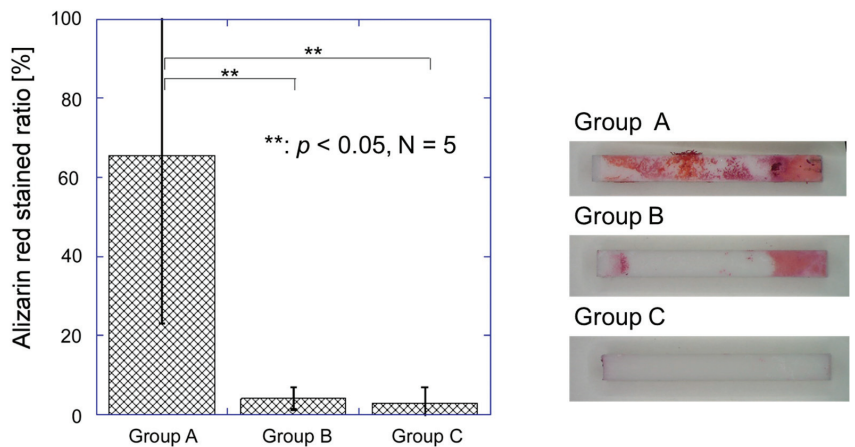 Alizarin red stained ratio [%]
100
80
60
40
20
0
**
**
**: p < 0.05, N = 5
Group A
Group B
Group C
Group A
Group B
Group C